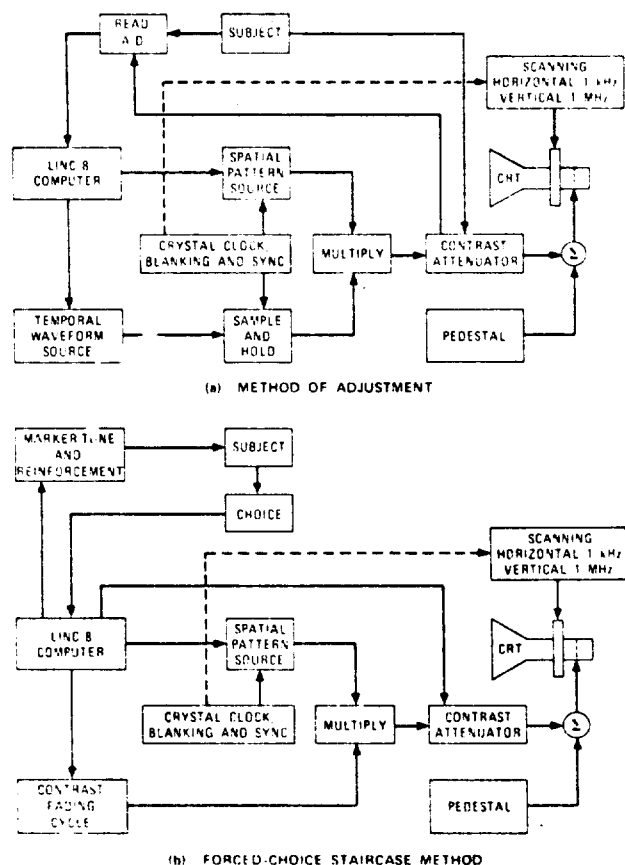 READ
A/D
SUBJECT
SCANNING
HORIZONTAL 1 kHz
VERTICAL 1 MHz
LINC 8
COMPUTER
SPATIAL
PATTERN
SOURCE
CRT
CRYSTAL CLOCK,
BLANKING AND SYNC
MULTIPLY
CONTRAST
ATTENUATOR
Σ
TEMPORAL
WAVEFORM
SOURCE
SAMPLE
AND
HOLD
PEDESTAL
(a) METHOD OF ADJUSTMENT
MARKER TONE
AND
REINFORCEMENT
SUBJECT
CHOICE
SCANNING
HORIZONTAL 1 kHz
VERTICAL 1 MHz
LINC 8
COMPUTER
SPATIAL
PATTERN
SOURCE
CRT
CRYSTAL CLOCK,
BLANKING AND SYNC
MULTIPLY
CONTRAST
ATTENUATOR
Σ
CONTRAST
FADING
CYCLE
PEDESTAL
(b) FORCED-CHOICE STAIRCASE METHOD